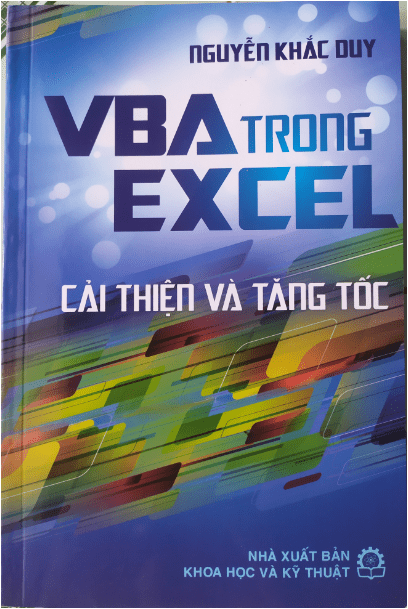 NGUYỄN KHẮC DUY
VBA TRONG
EXCEL
CẢI THIỆN VÀ TĂNG TỐC
NHÀ XUẤT BẢN
KHOA HỌC VÀ KỸ THUẬT